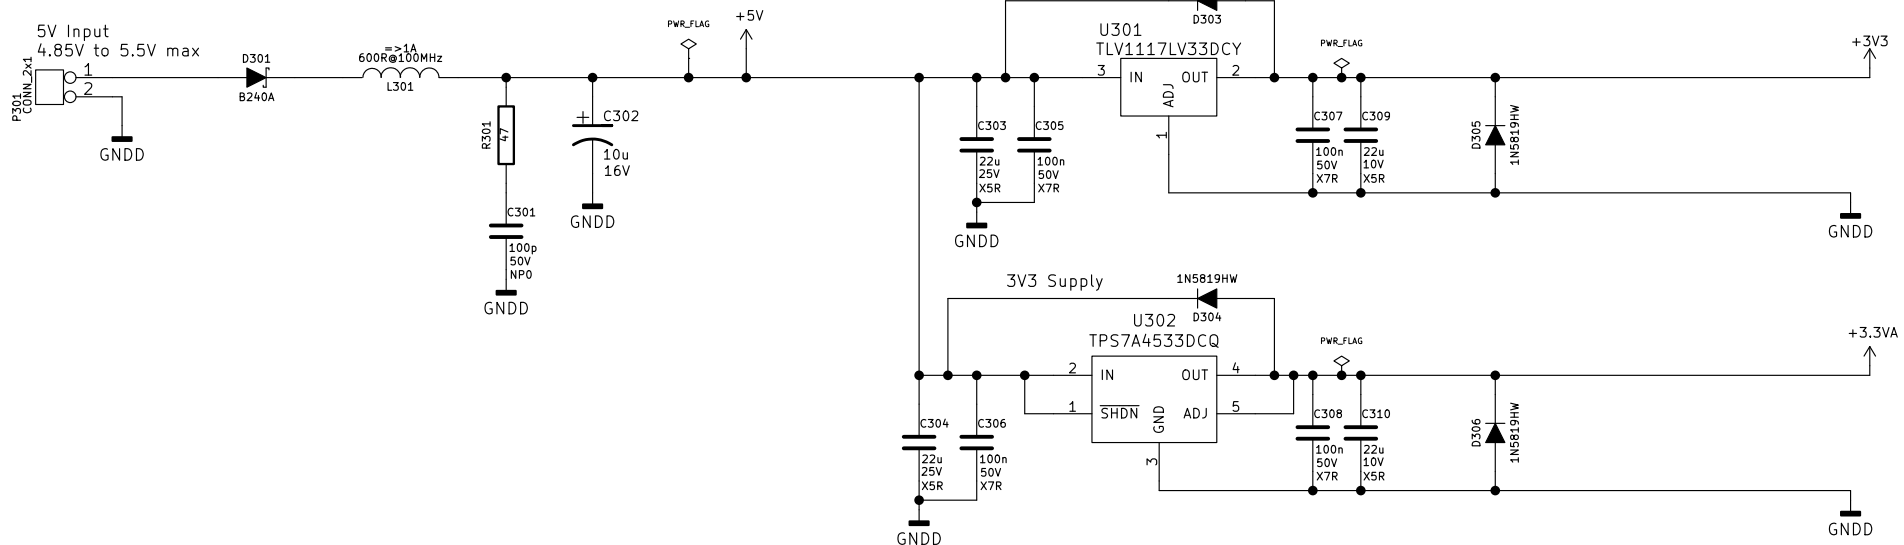 5V Input
4.85V to 5.5V max
P301
CONN_2x1
1
2
GNDD
D301
B240A
=>1A
600R@100MHz
L301
R301
47
C301
100p
50V
NP0
GNDD
+
C302
10u
16V
GNDD
PWR_FLAG
+5V
D303
U301
TLV1117LV33DCY
3
IN
OUT
2
ADJ
1
C303
22u
25V
X5R
C305
100n
50V
X7R
GNDD
PWR_FLAG
C307
100n
50V
X7R
C309
22u
10V
X5R
D305
1N5819HW
+3V3
GNDD
3V3 Supply
1N5819HW
D304
U302
TPS7A4533DCQ
2
IN
OUT
4
1
SHDN
ADJ
5
GND
3
C304
22u
25V
X5R
C306
100n
50V
X7R
GNDD
PWR_FLAG
C308
100n
50V
X7R
C310
22u
10V
X5R
D306
1N5819HW
+3.3VA
GNDD